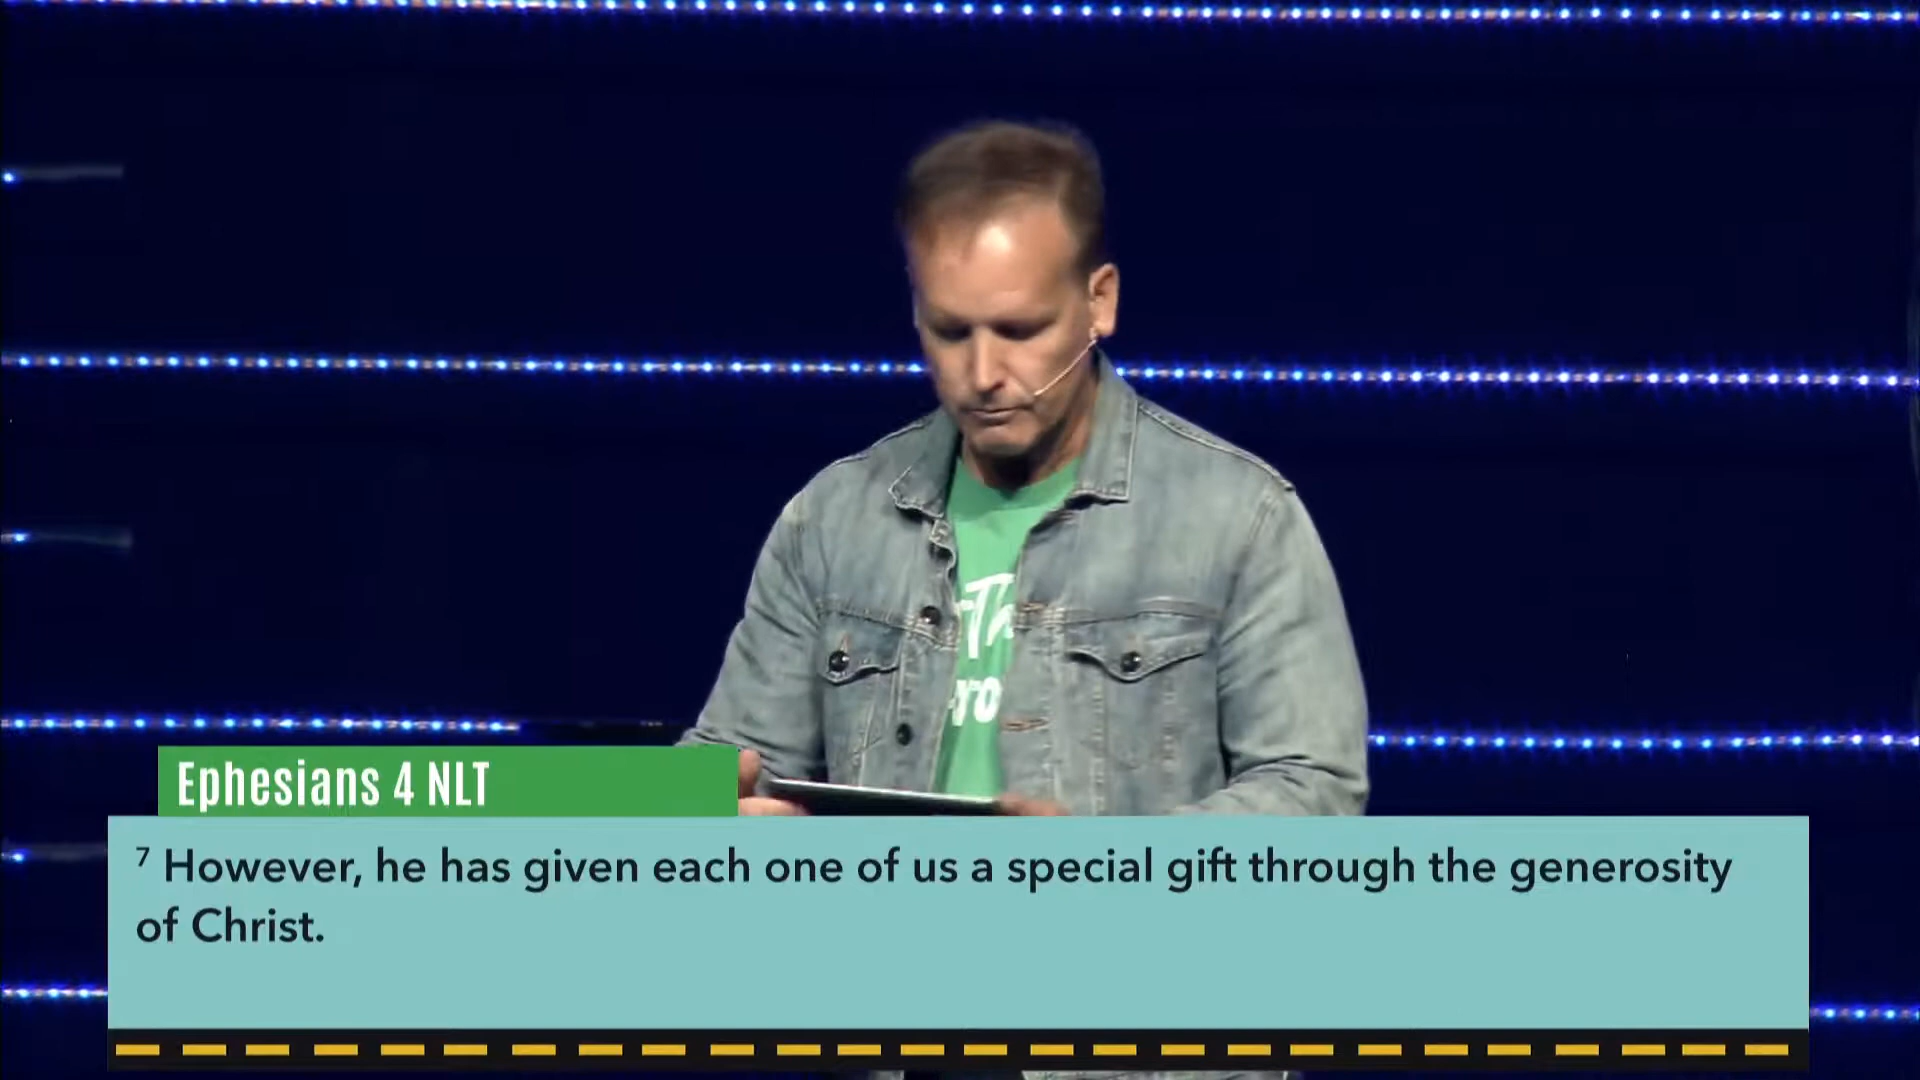 Ephesians 4 NLT
⁷ However, he has given each one of us a special gift through the generosity
of Christ.